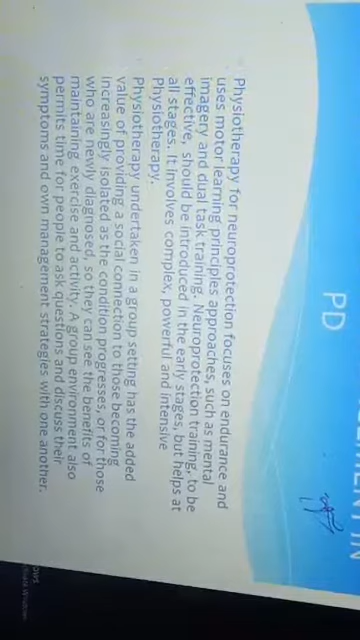 EMENT IN
PD
Physiotherapy for neuroprotection focuses on endurance and
uses motor learning principles approaches, such as mental
imagery and dual task training. Neuroprotection training, to be
effective, should be introduced in the early stages, but helps at
all stages. It involves complex, powerful and intensive
Physiotherapy.
Physiotherapy undertaken in a group setting has the added
value of providing a social connection to those becoming
increasingly isolated as the condition progresses, or for those
who are newly diagnosed, so they can see the benefits of
maintaining exercise and activity. A group environment also
permits time for people to ask questions and discuss their
symptoms and own management strategies with one another.